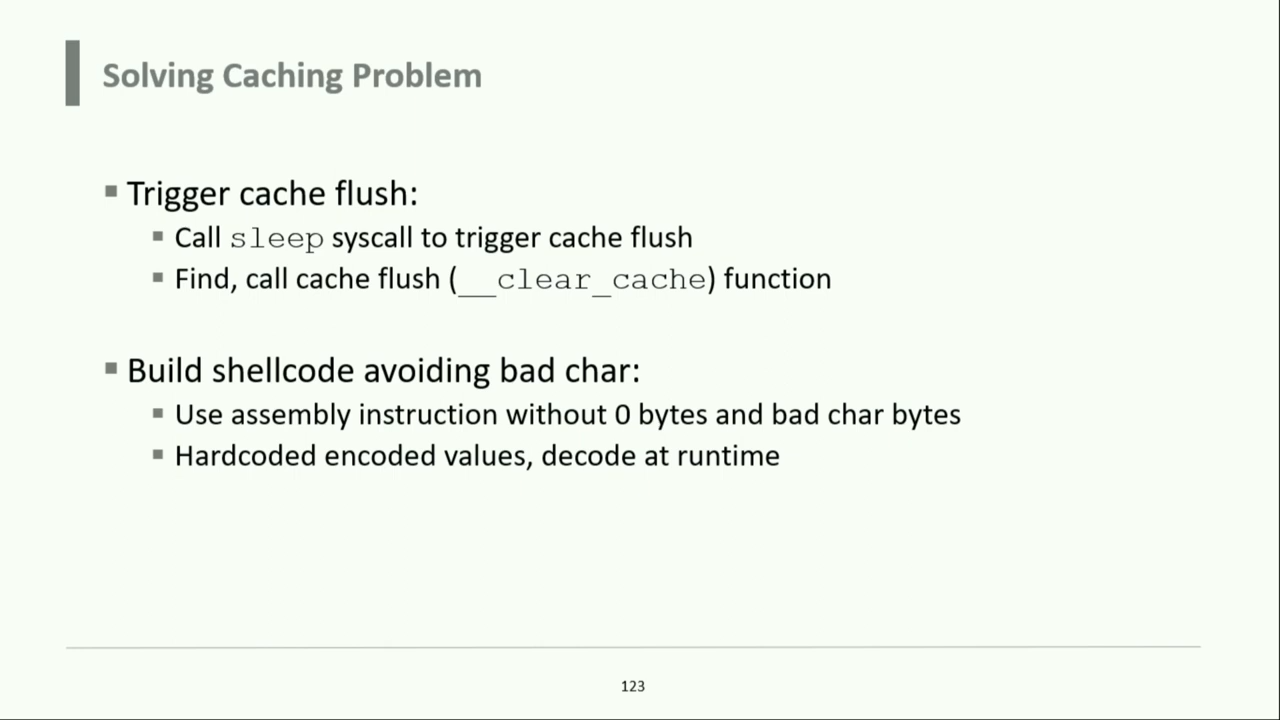 Solving Caching Problem
Trigger cache flush:
Call sleep syscall to trigger cache flush
Find, call cache flush (__clear_cache) function
Build shellcode avoiding bad char:
Use assembly instruction without 0 bytes and bad char bytes
Hardcoded encoded values, decode at runtime
123